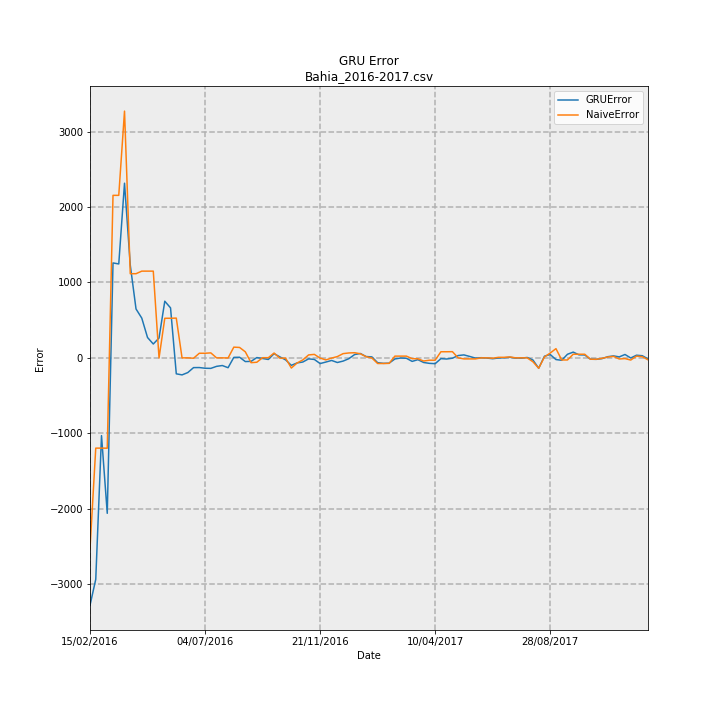 GRU Error
Bahia_2016-2017.csv
GRUError
NaiveError
3000
2000
1000
0
−1000
−2000
−3000
Error
15/02/2016 04/07/2016 21/11/2016 10/04/2017 28/08/2017
Date